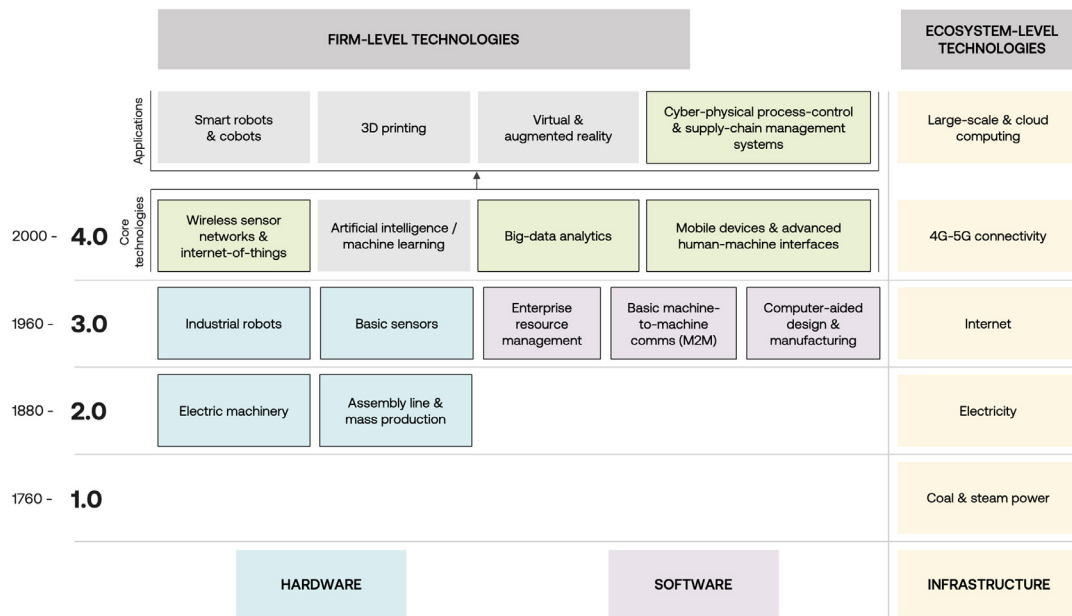 FIRM-LEVEL TECHNOLOGIES
ECOSYSTEM-LEVEL
TECHNOLOGIES
Applications
Smart robots
& cobots
3D printing
Virtual &
augmented reality
Cyber-physical process-control
& supply-chain management
systems
Large-scale & cloud
computing
2000 - 4.0
Core
technologies
Wireless sensor
networks &
internet-of-things
Artificial intelligence /
machine learning
Big-data analytics
Mobile devices & advanced
human-machine interfaces
4G-5G connectivity
1960 - 3.0
Industrial robots
Basic sensors
Enterprise
resource
management
Basic machine-
to-machine
comms (M2M)
Computer-aided
design &
manufacturing
Internet
1880 - 2.0
Electric machinery
Assembly line &
mass production
Electricity
1760 - 1.0
Coal & steam power
HARDWARE
SOFTWARE
INFRASTRUCTURE